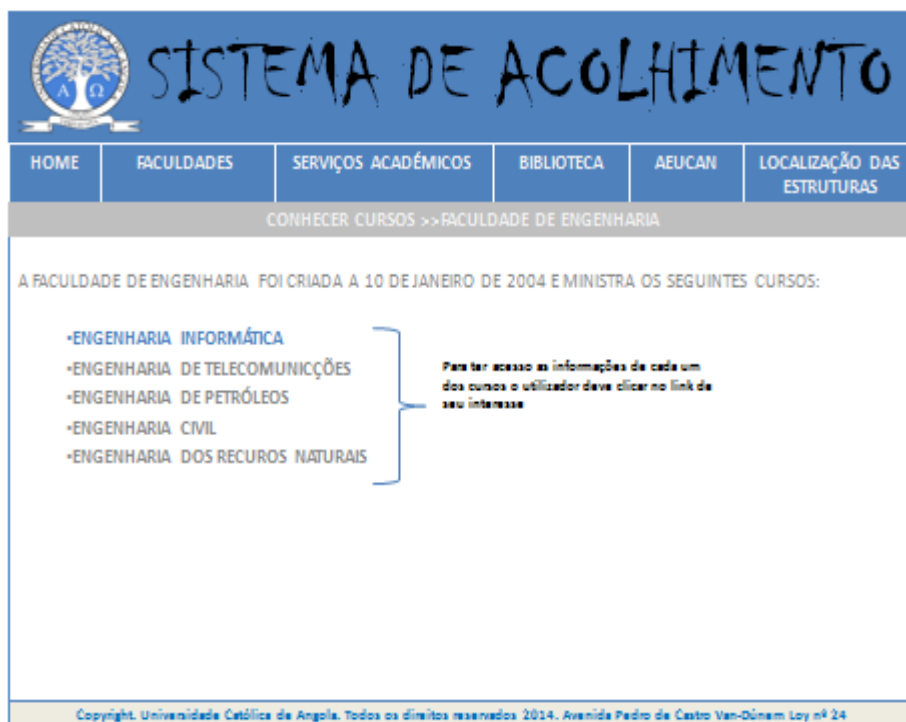 SISTEMA DE ACOLHIMENTO
Α Ω
HOME FACULDADES SERVIÇOS ACADÉMICOS BIBLIOTECA AEUCAN LOCALIZAÇÃO DAS
ESTRUTURAS
CONHECER CURSOS >>FACULDADE DE ENGENHARIA
A FACULDADE DE ENGENHARIA FOI CRIADA A 10 DE JANEIRO DE 2004 E MINISTRA OS SEGUINTES CURSOS:
•ENGENHARIA INFORMÁTICA
•ENGENHARIA DE TELECOMUNICÇÕES
•ENGENHARIA DE PETRÓLEOS
•ENGENHARIA CIVIL
•ENGENHARIA DOS RECUROS NATURAIS
Para ter acesso as informações de cada um
dos cursos o utilizador deve clicar no link de
seu interesse
Copyright. Universidade Católica de Angola. Todos os direitos reservados 2014. Avenida Pedro de Castro Van-Dúnem Loy nº 24